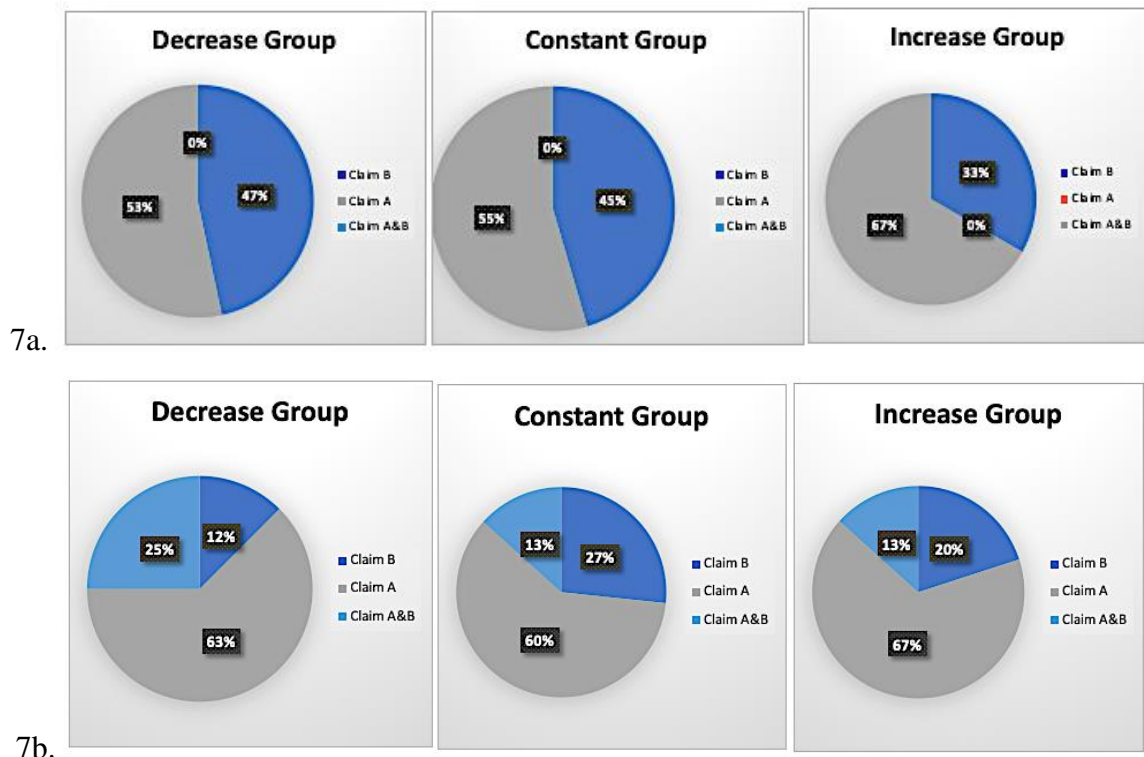 Decrease Group
0%
47%
53%
Claim B
Claim A
Claim A&B
Constant Group
0%
45%
55%
Claim B
Claim A
Claim A&B
Increase Group
33%
67%
0%
Claim B
Claim A
Claim A&B
7a.
Decrease Group
25%
12%
63%
Claim B
Claim A
Claim A&B
Constant Group
13%
27%
60%
Claim B
Claim A
Claim A&B
Increase Group
13%
20%
67%
Claim B
Claim A
Claim A&B
7b.